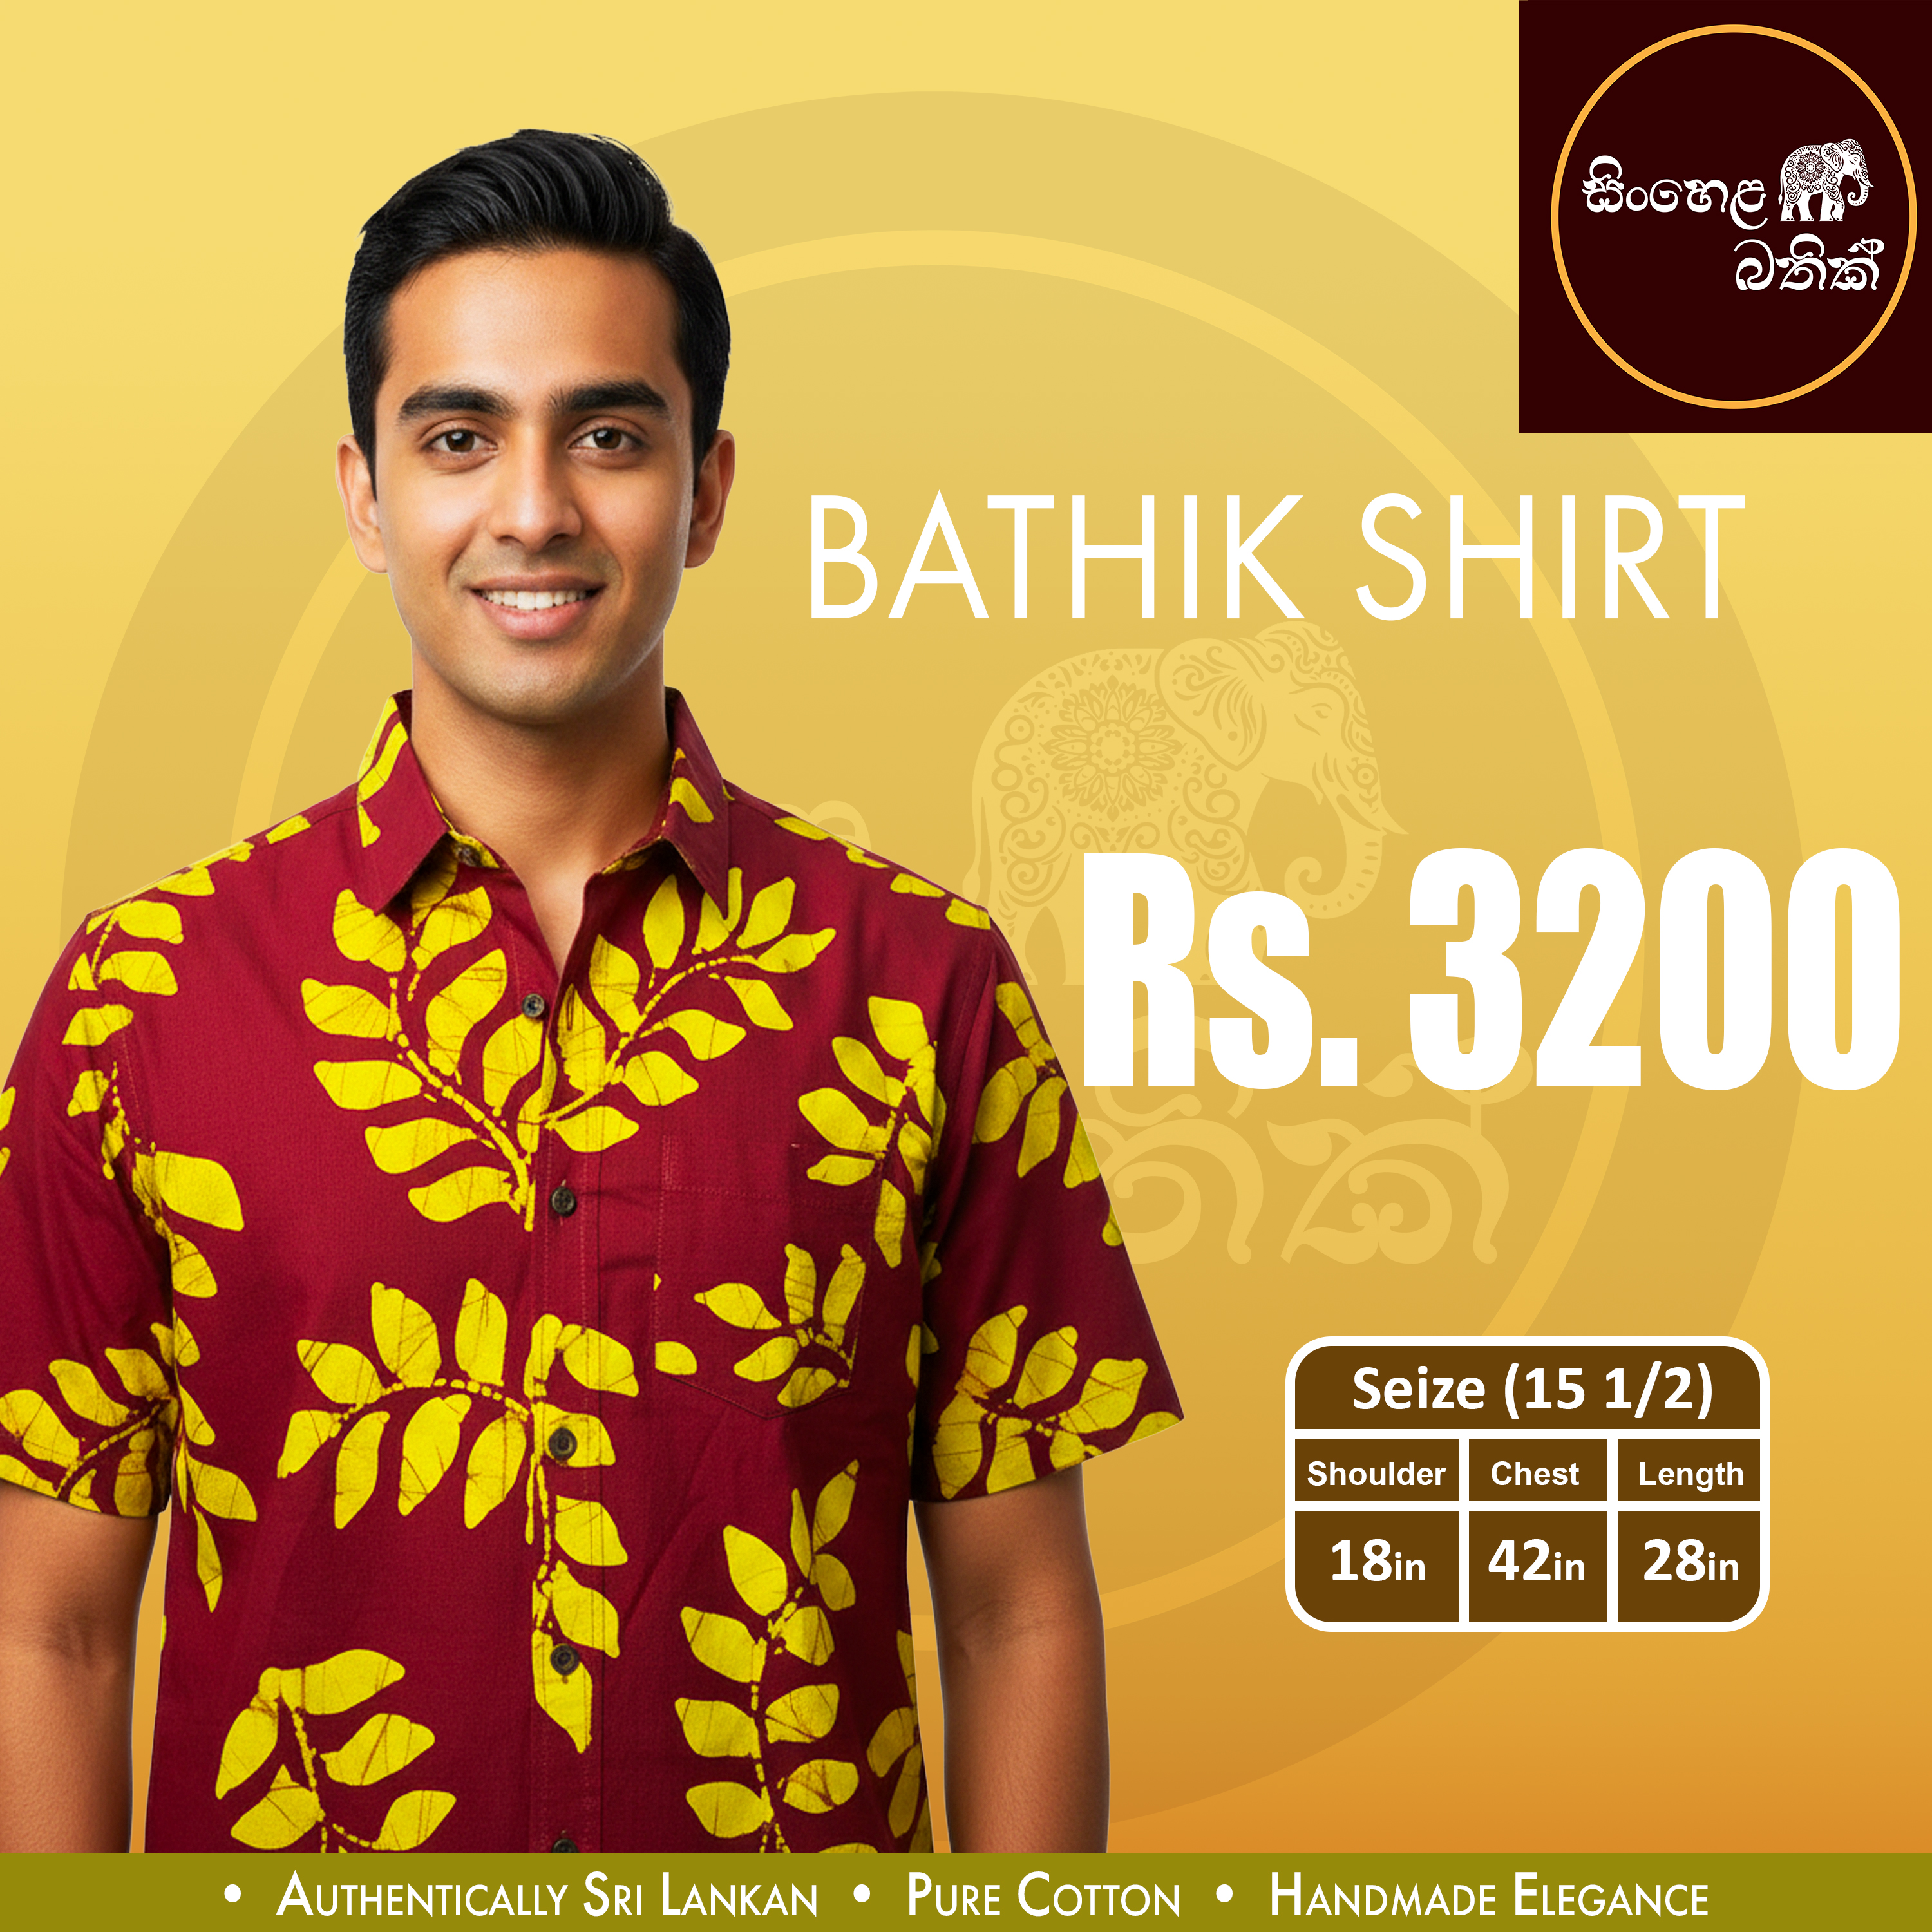 සිංහෙළ
බතික්
BATHIK SHIRT
Rs. 3200
තික්
Seize (15 1/2)
Shoulder Chest Length
18in 42in 28in
• AUTHENTICALLY SRI LANKAN • PURE COTTON • HANDMADE ELEGANCE